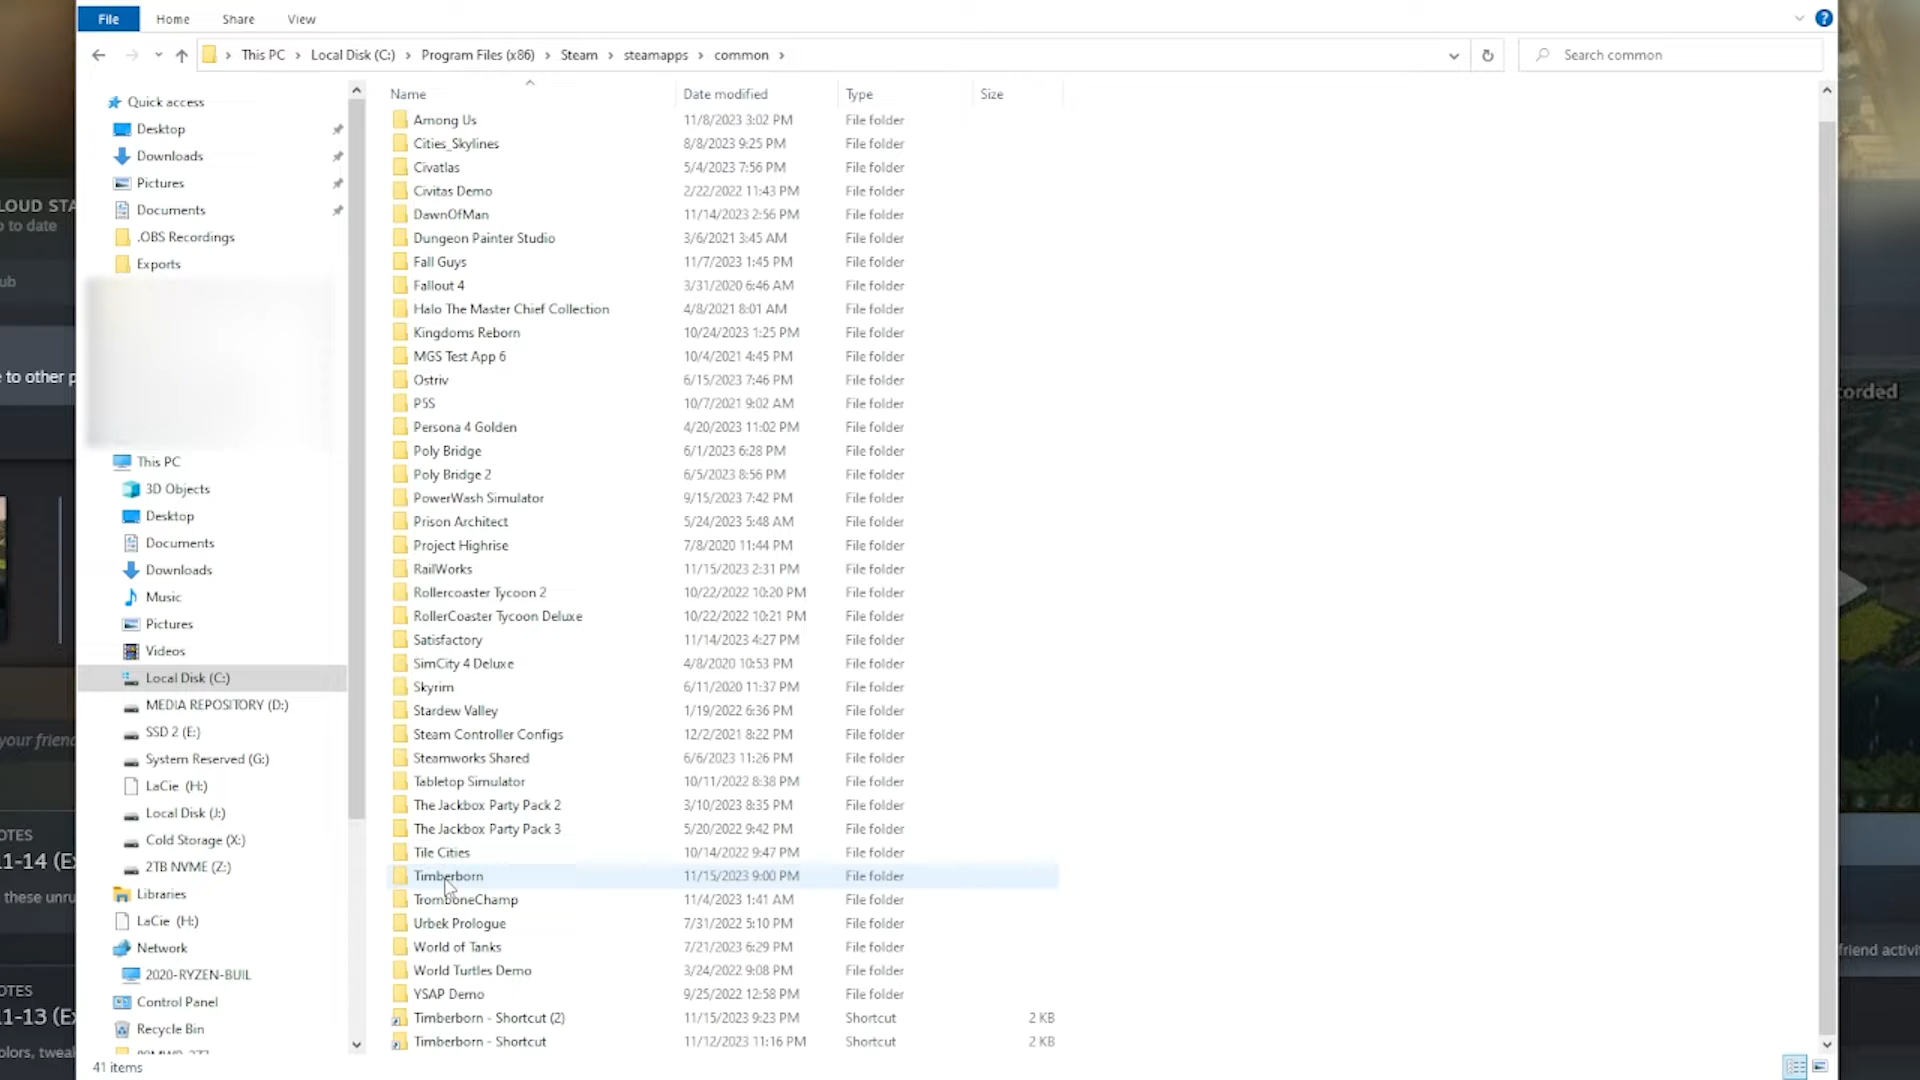 File Home Share View
This PC > Local Disk (C:) > Program Files (x86) > Steam > steamapps > common >
Search common
Quick access
Desktop
Downloads
Pictures
Documents
.OBS Recordings
Exports
This PC
3D Objects
Desktop
Documents
Downloads
Music
Pictures
Videos
Local Disk (C:)
MEDIA REPOSITORY (D:)
SSD 2 (E:)
System Reserved (G:)
LaCie (H:)
Local Disk (J:)
Cold Storage (X:)
2TB NVME (Z:)
Libraries
LaCie (H:)
Network
2020-RYZEN-BUIL
Control Panel
Recycle Bin
Name Date modified Type Size
Among Us 11/8/2023 3:02 PM File folder
Cities_Skylines 8/8/2023 9:25 PM File folder
Civatlas 5/4/2023 7:56 PM File folder
Civitas Demo 2/22/2022 11:43 PM File folder
DawnOfMan 11/14/2023 2:56 PM File folder
Dungeon Painter Studio 3/6/2021 3:45 AM File folder
Fall Guys 11/7/2023 1:45 PM File folder
Fallout 4 3/31/2020 6:46 AM File folder
Halo The Master Chief Collection 4/8/2021 8:01 AM File folder
Kingdoms Reborn 10/24/2023 1:25 PM File folder
MGS Test App 6 10/4/2021 4:45 PM File folder
Ostriv 6/15/2023 7:46 PM File folder
P5S 10/7/2021 9:02 AM File folder
Persona 4 Golden 4/20/2023 11:02 PM File folder
Poly Bridge 6/1/2023 6:28 PM File folder
Poly Bridge 2 6/5/2023 8:56 PM File folder
PowerWash Simulator 9/15/2023 7:42 PM File folder
Prison Architect 5/24/2023 5:48 AM File folder
Project Highrise 7/8/2020 11:44 PM File folder
RailWorks 11/15/2023 2:31 PM File folder
Rollercoaster Tycoon 2 10/22/2022 10:20 PM File folder
RollerCoaster Tycoon Deluxe 10/22/2022 10:21 PM File folder
Satisfactory 11/14/2023 4:27 PM File folder
SimCity 4 Deluxe 4/8/2020 10:53 PM File folder
Skyrim 6/11/2020 11:37 PM File folder
Stardew Valley 1/19/2022 6:36 PM File folder
Steam Controller Configs 12/2/2021 8:22 PM File folder
Steamworks Shared 6/6/2023 11:26 PM File folder
Tabletop Simulator 10/11/2022 8:38 PM File folder
The Jackbox Party Pack 2 3/10/2023 8:35 PM File folder
The Jackbox Party Pack 3 5/20/2022 9:42 PM File folder
Tile Cities 10/14/2022 9:47 PM File folder
Timberborn 11/15/2023 9:00 PM File folder
TromboneChamp 11/4/2023 1:41 AM File folder
Urbek Prologue 7/31/2022 5:10 PM File folder
World of Tanks 7/21/2023 6:29 PM File folder
World Turtles Demo 3/24/2022 9:08 PM File folder
YSAP Demo 9/25/2022 12:58 PM File folder
Timberborn - Shortcut (2) 11/15/2023 9:23 PM Shortcut 2 KB
Timberborn - Shortcut 11/12/2023 11:16 PM Shortcut 2 KB
41 items
LOUD STA
to date
ub
e to other p
your friend
OTES
11-14 (Ex
these unru
OTES
11-13 (Ex
olors, tweak
corded
friend activi